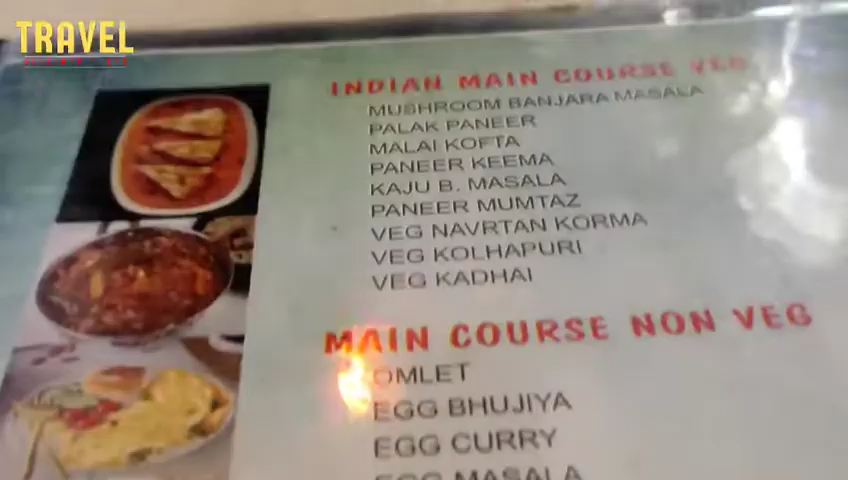 TRAVEL
INDIAN MAIN COURSE VEG
MUSHROOM BANJARA MASALA
PALAK PANEER
MALAI KOFTA
PANEER KEEMA
KAJU B. MASALA
PANEER MUMTAZ
VEG NAVRTAN KORMA
VEG KOLHAPURI
VEG KADHAI
MAIN COURSE NON VEG
OMLET
EGG BHUJIYA
EGG CURRY
EGG MASALA